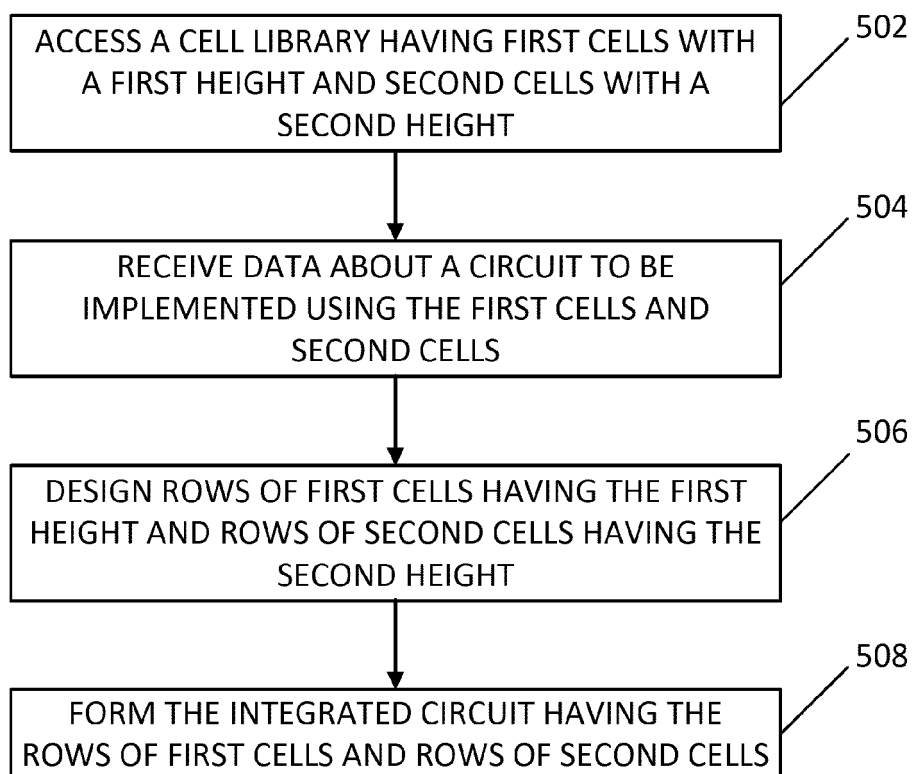 ACCESS A CELL LIBRARY HAVING FIRST CELLS WITH
A FIRST HEIGHT AND SECOND CELLS WITH A
SECOND HEIGHT
502
RECEIVE DATA ABOUT A CIRCUIT TO BE
IMPLEMENTED USING THE FIRST CELLS AND
SECOND CELLS
504
DESIGN ROWS OF FIRST CELLS HAVING THE FIRST
HEIGHT AND ROWS OF SECOND CELLS HAVING THE
SECOND HEIGHT
506
FORM THE INTEGRATED CIRCUIT HAVING THE
ROWS OF FIRST CELLS AND ROWS OF SECOND CELLS
508